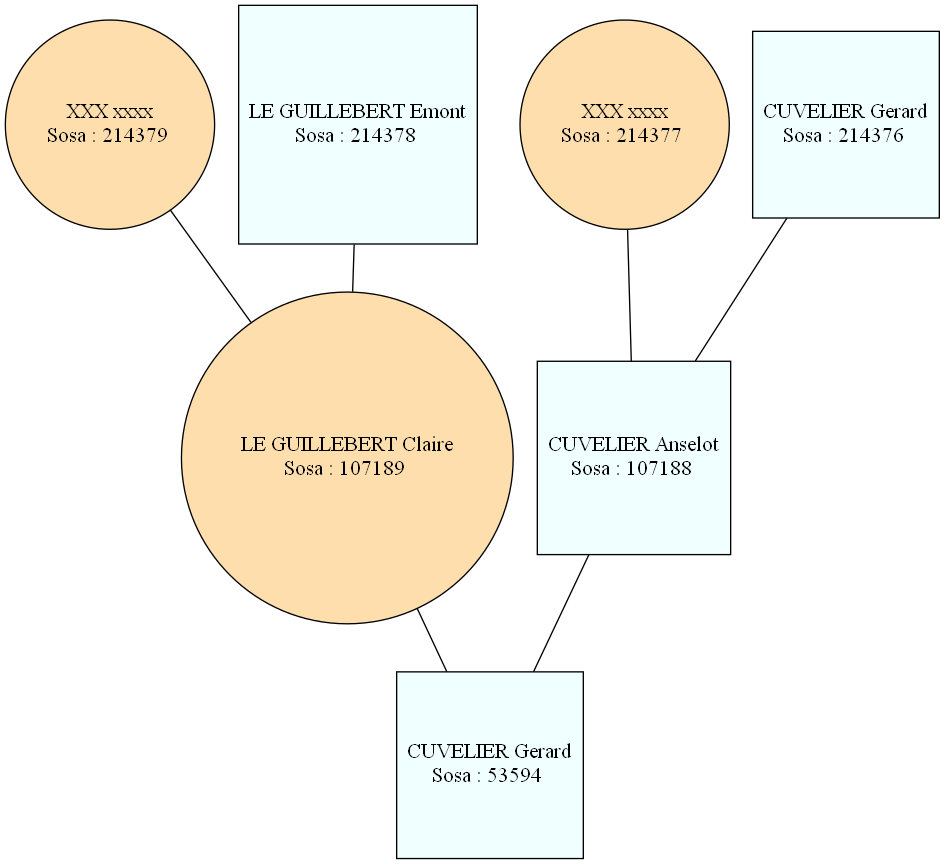 XXX xxxx
Sosa : 214379
LE GUILLEBERT Emont
Sosa : 214378
XXX xxxx
Sosa : 214377
CUVELIER Gerard
Sosa : 214376
LE GUILLEBERT Claire
Sosa : 107189
CUVELIER Anselot
Sosa : 107188
CUVELIER Gerard
Sosa : 53594